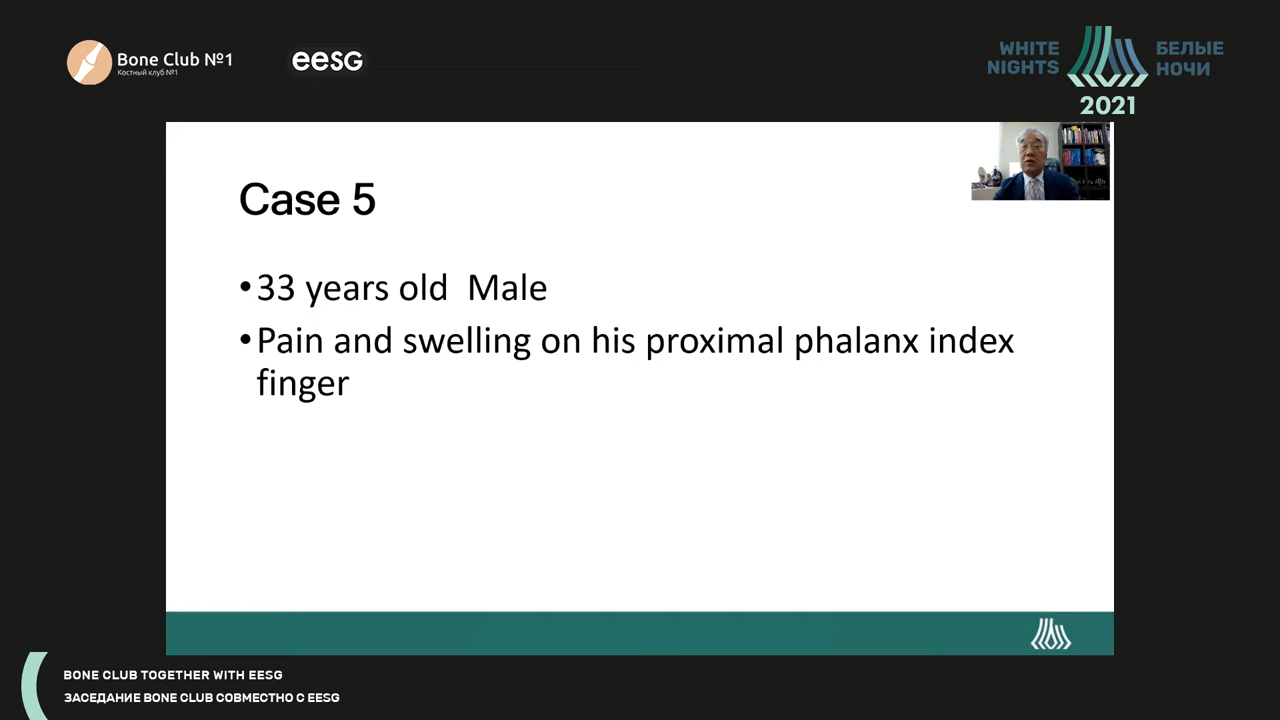 Bone Club №1
Костный клуб №1
eesg
WHITE
NIGHTS
БЕЛЫЕ
НОЧИ
2021
Case 5
•33 years old  Male
•Pain and swelling on his proximal phalanx index
finger
BONE CLUB TOGETHER WITH EESG
ЗАСЕДАНИЕ BONE CLUB СОВМЕСТНО С EESG